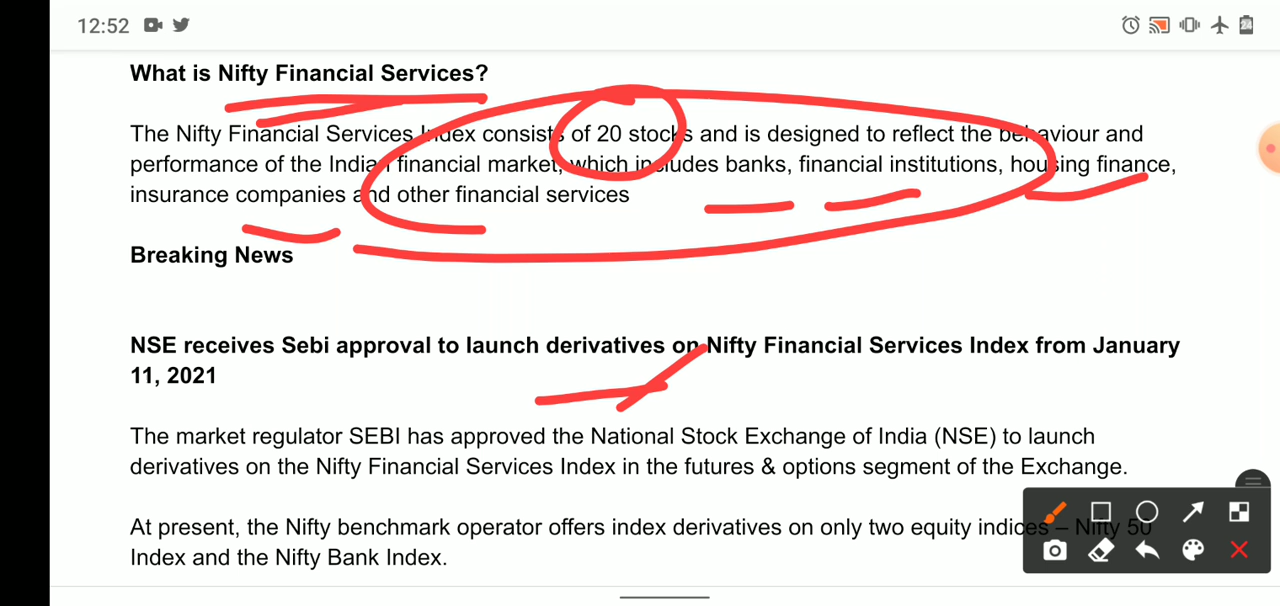 12:52
What is Nifty Financial Services?
The Nifty Financial Services Index consists of 20 stocks and is designed to reflect the behaviour and
performance of the Indian financial market, which includes banks, financial institutions, housing finance,
insurance companies and other financial services
Breaking News
NSE receives Sebi approval to launch derivatives on Nifty Financial Services Index from January
11, 2021
The market regulator SEBI has approved the National Stock Exchange of India (NSE) to launch
derivatives on the Nifty Financial Services Index in the futures & options segment of the Exchange.
At present, the Nifty benchmark operator offers index derivatives on only two equity indices – Nifty 50
Index and the Nifty Bank Index.